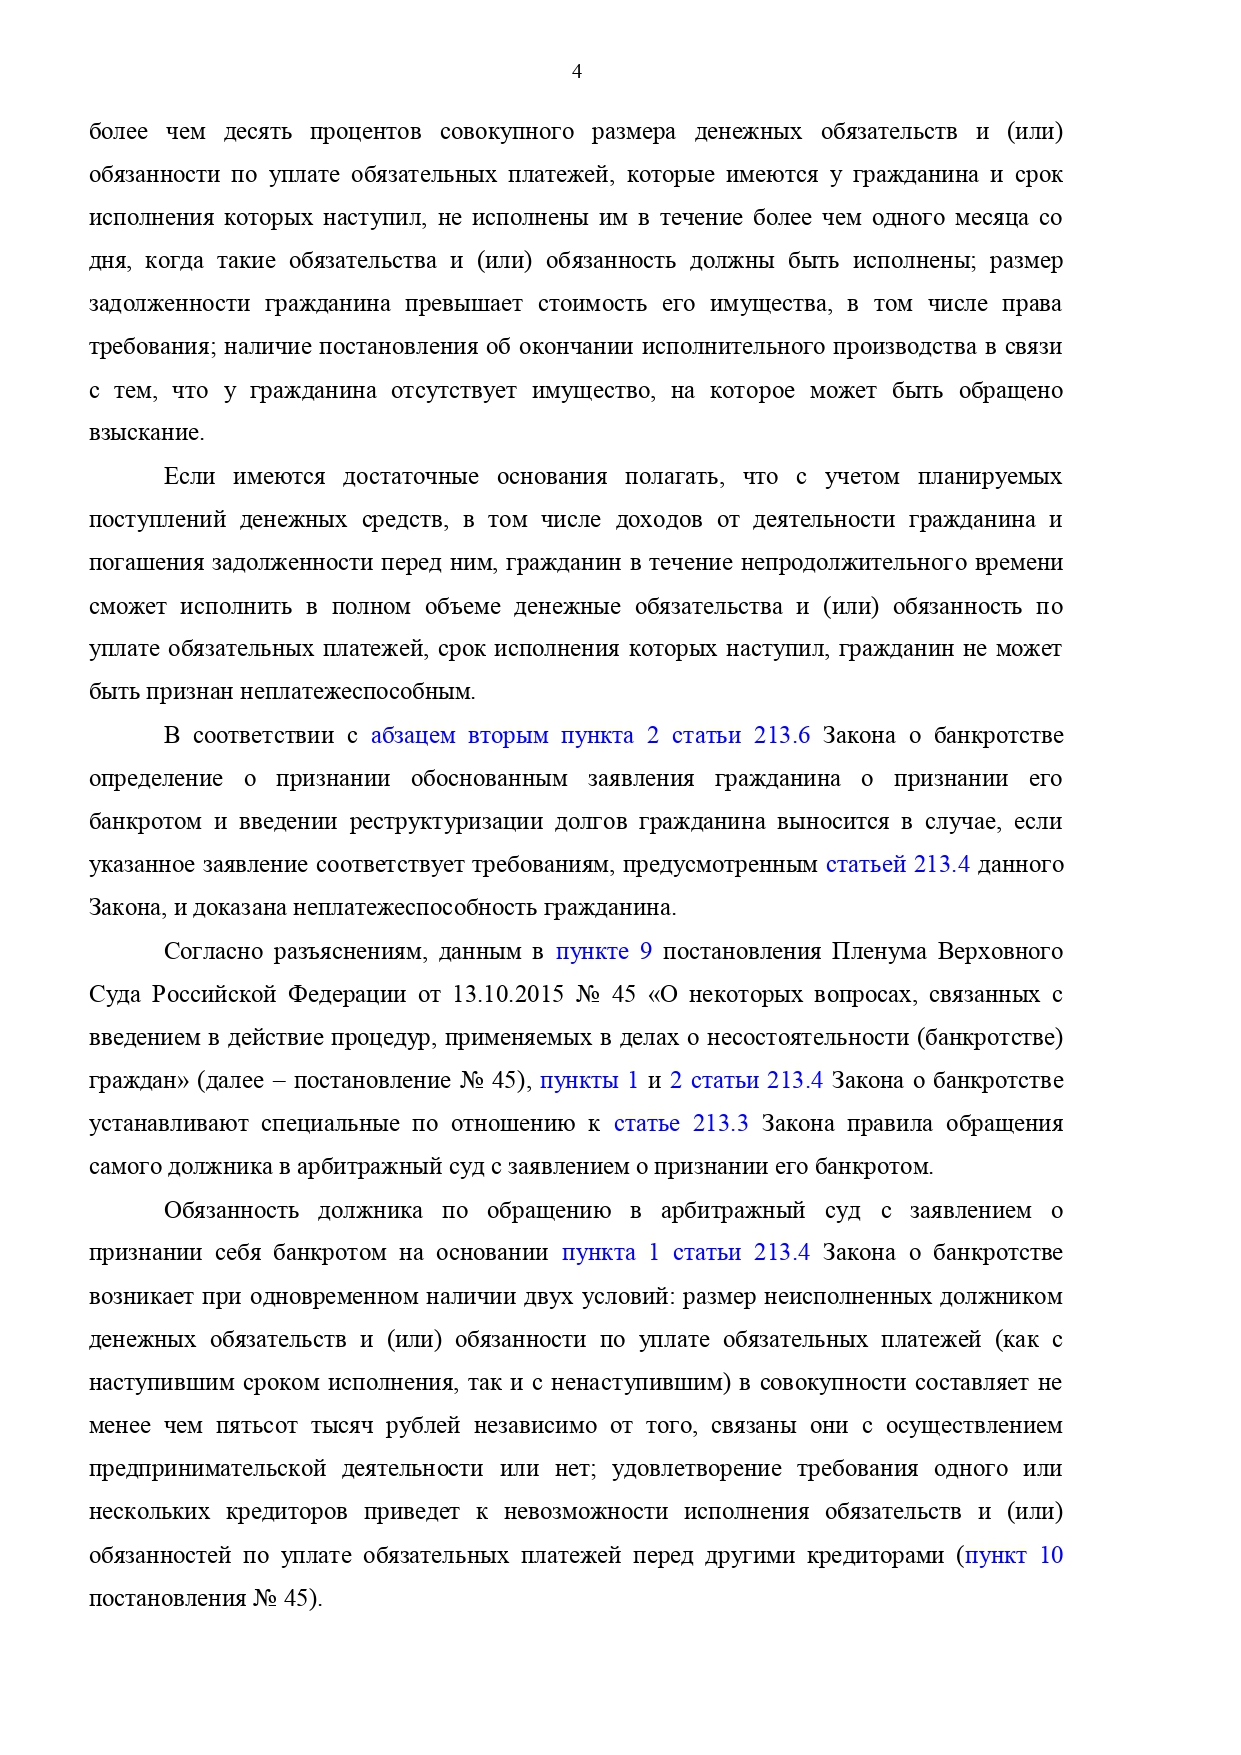 4
более чем десять процентов совокупного размера денежных обязательств и (или)
обязанности по уплате обязательных платежей, которые имеются у гражданина и срок
исполнения которых наступил, не исполнены им в течение более чем одного месяца со
дня, когда такие обязательства и (или) обязанность должны быть исполнены; размер
задолженности гражданина превышает стоимость его имущества, в том числе права
требования; наличие постановления об окончании исполнительного производства в связи
с тем, что у гражданина отсутствует имущество, на которое может быть обращено
взыскание.
Если имеются достаточные основания полагать, что с учетом планируемых
поступлений денежных средств, в том числе доходов от деятельности гражданина и
погашения задолженности перед ним, гражданин в течение непродолжительного времени
сможет исполнить в полном объеме денежные обязательства и (или) обязанность по
уплате обязательных платежей, срок исполнения которых наступил, гражданин не может
быть признан неплатежеспособным.
В соответствии с абзацем вторым пункта 2 статьи 213.6 Закона о банкротстве
определение о признании обоснованным заявления гражданина о признании его
банкротом и введении реструктуризации долгов гражданина выносится в случае, если
указанное заявление соответствует требованиям, предусмотренным статьей 213.4 данного
Закона, и доказана неплатежеспособность гражданина.
Согласно разъяснениям, данным в пункте 9 постановления Пленума Верховного
Суда Российской Федерации от 13.10.2015 № 45 «О некоторых вопросах, связанных с
введением в действие процедур, применяемых в делах о несостоятельности (банкротстве)
граждан» (далее – постановление № 45), пункты 1 и 2 статьи 213.4 Закона о банкротстве
устанавливают специальные по отношению к статье 213.3 Закона правила обращения
самого должника в арбитражный суд с заявлением о признании его банкротом.
Обязанность должника по обращению в арбитражный суд с заявлением о
признании себя банкротом на основании пункта 1 статьи 213.4 Закона о банкротстве
возникает при одновременном наличии двух условий: размер неисполненных должником
денежных обязательств и (или) обязанности по уплате обязательных платежей (как с
наступившим сроком исполнения, так и с ненаступившим) в совокупности составляет не
менее чем пятьсот тысяч рублей независимо от того, связаны они с осуществлением
предпринимательской деятельности или нет; удовлетворение требования одного или
нескольких кредиторов приведет к невозможности исполнения обязательств и (или)
обязанностей по уплате обязательных платежей перед другими кредиторами (пункт 10
постановления № 45).